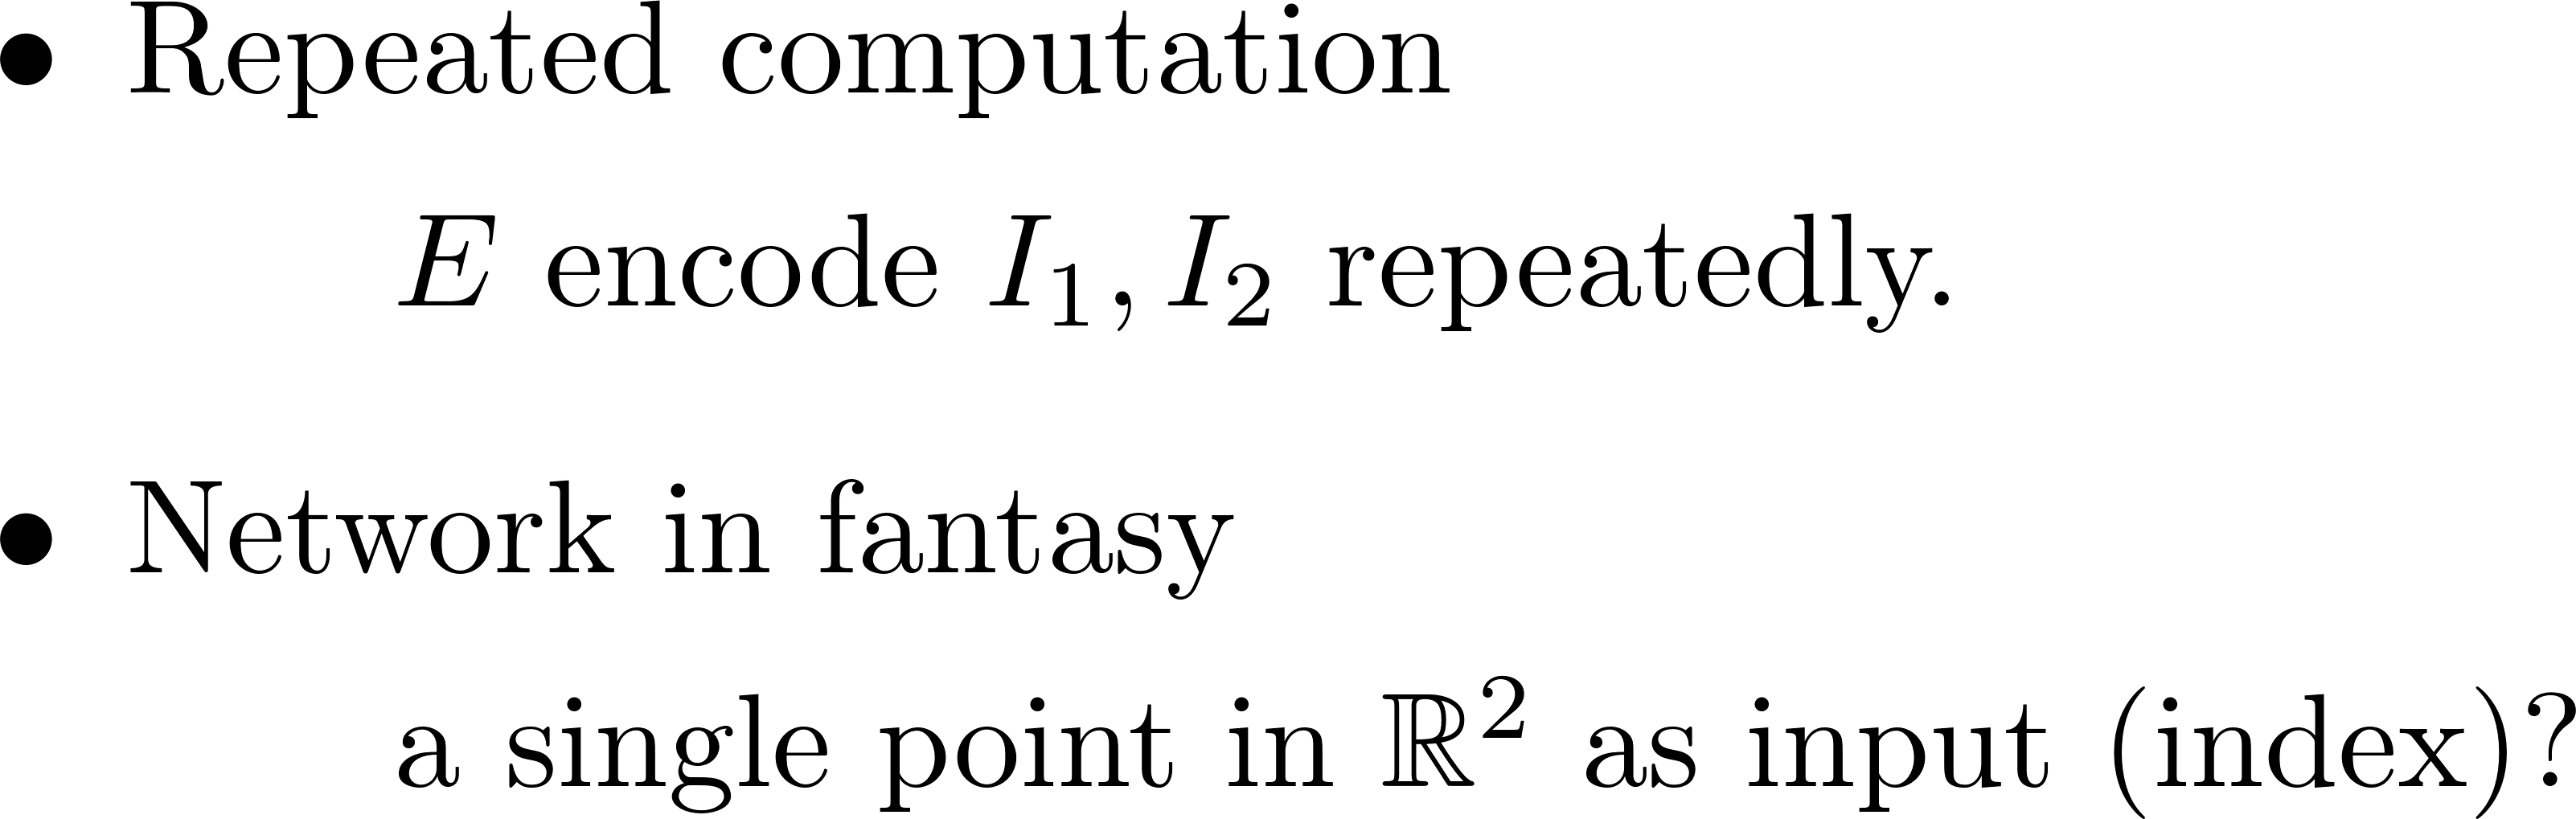 • Repeated computation
E encode I₁, I₂ repeatedly.
• Network in fantasy
a single point in ℝ² as input (index)?